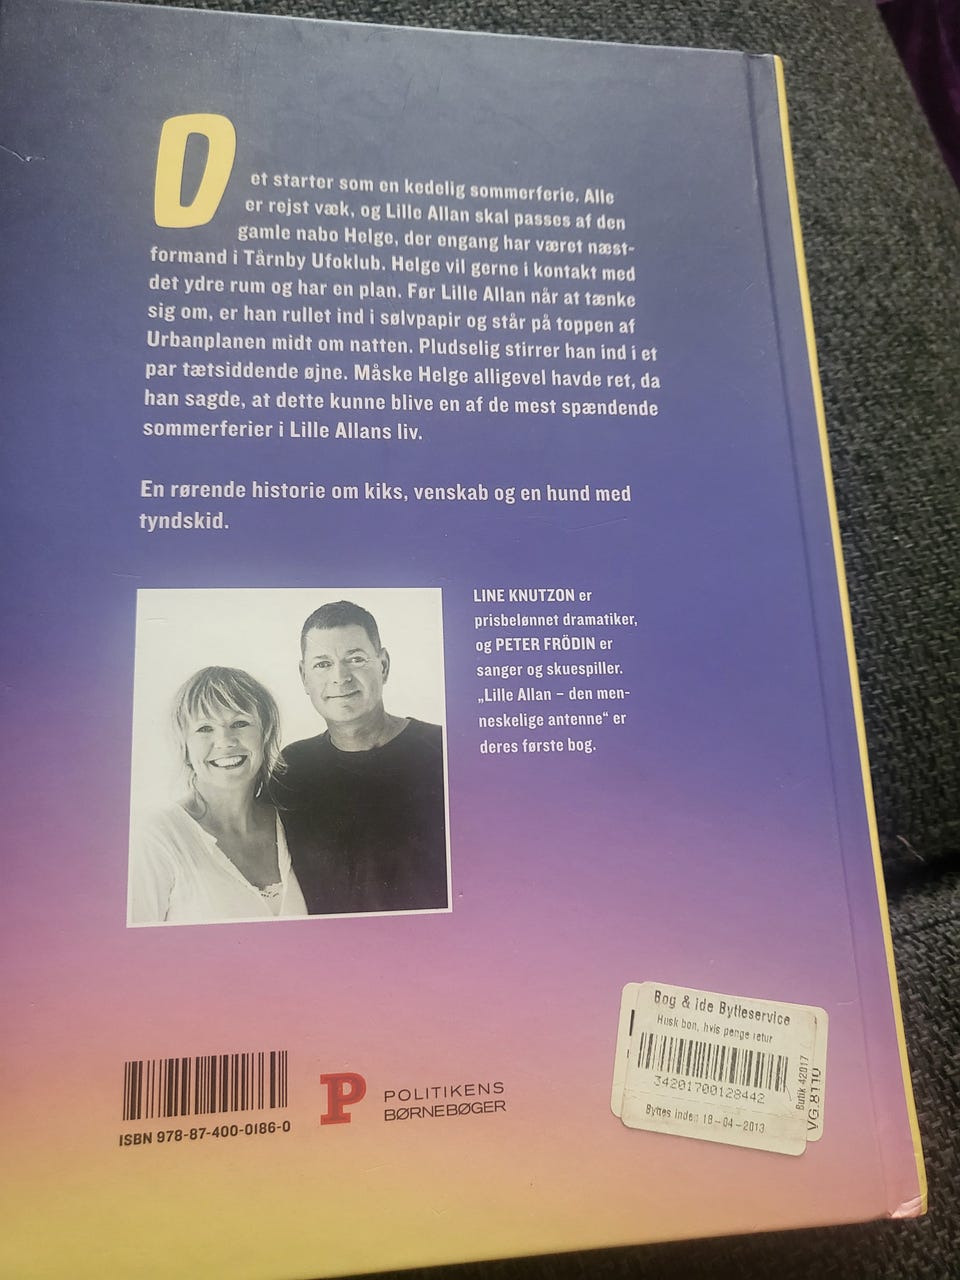 Det starter som en kedelig sommerferie. Alle
er rejst væk, og Lille Allan skal passes af den
gamle nabo Helge, der engang har været næst-
formand i Tårnby Ufoklub. Helge vil gerne i kontakt med
det ydre rum og har en plan. Før Lille Allan når at tænke
sig om, er han rullet ind i sølvpapir og står på toppen af
Urbanplanen midt om natten. Pludselig stirrer han ind i et
par tætsiddende øjne. Måske Helge alligevel havde ret, da
han sagde, at dette kunne blive en af de mest spændende
sommerferier i Lille Allans liv.
En rørende historie om kiks, venskab og en hund med
tyndskid.
LINE KNUTZON er
prisbelønnet dramatiker,
og PETER FRÖDIN er
sanger og skuespiller.
„Lille Allan – den men-
neskelige antenne“ er
deres første bog.
ISBN 978-87-400-0186-0
P
POLITIKENS
BØRNEBØGER
Bog & ide Bytteservice
Husk bon, hvis penge retur
34201700128442
Byttes inden 18-04-2013
Butik 42017
VG.8110